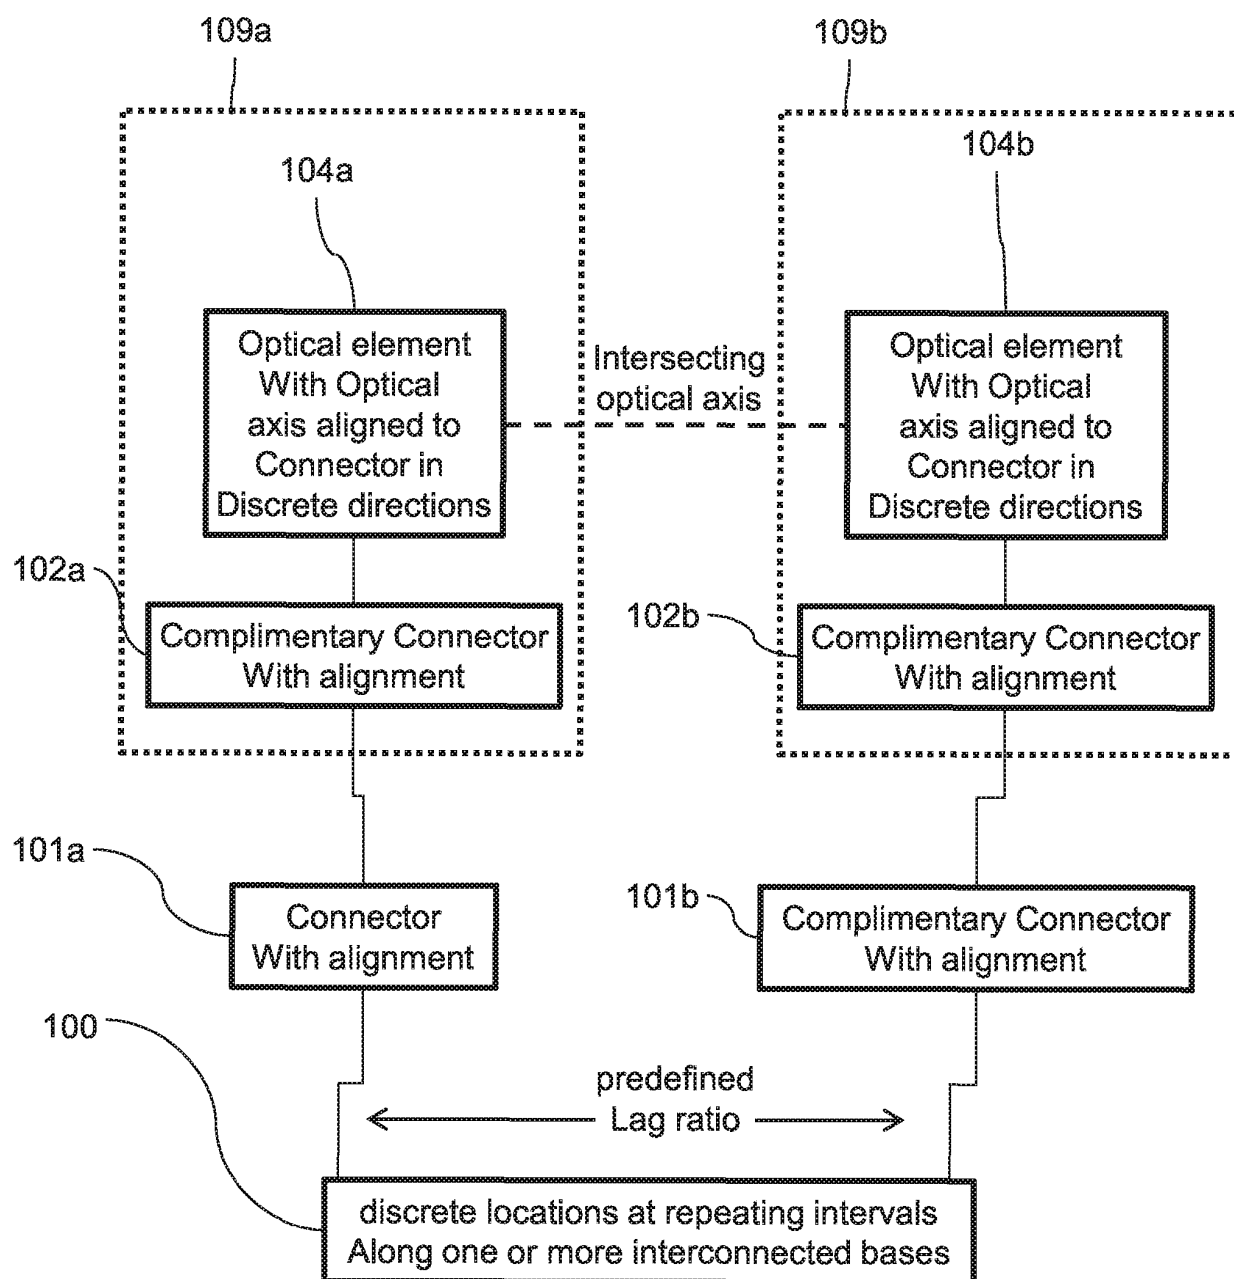 109a
109b
104a
104b
Optical element
With Optical
axis aligned to
Connector in
Discrete directions
Intersecting
optical axis
Optical element
With Optical
axis aligned to
Connector in
Discrete directions
102a
Complimentary Connector
With alignment
102b
Complimentary Connector
With alignment
101a
Connector
With alignment
101b
Complimentary Connector
With alignment
100
predefined
Lag ratio
discrete locations at repeating intervals
Along one or more interconnected bases